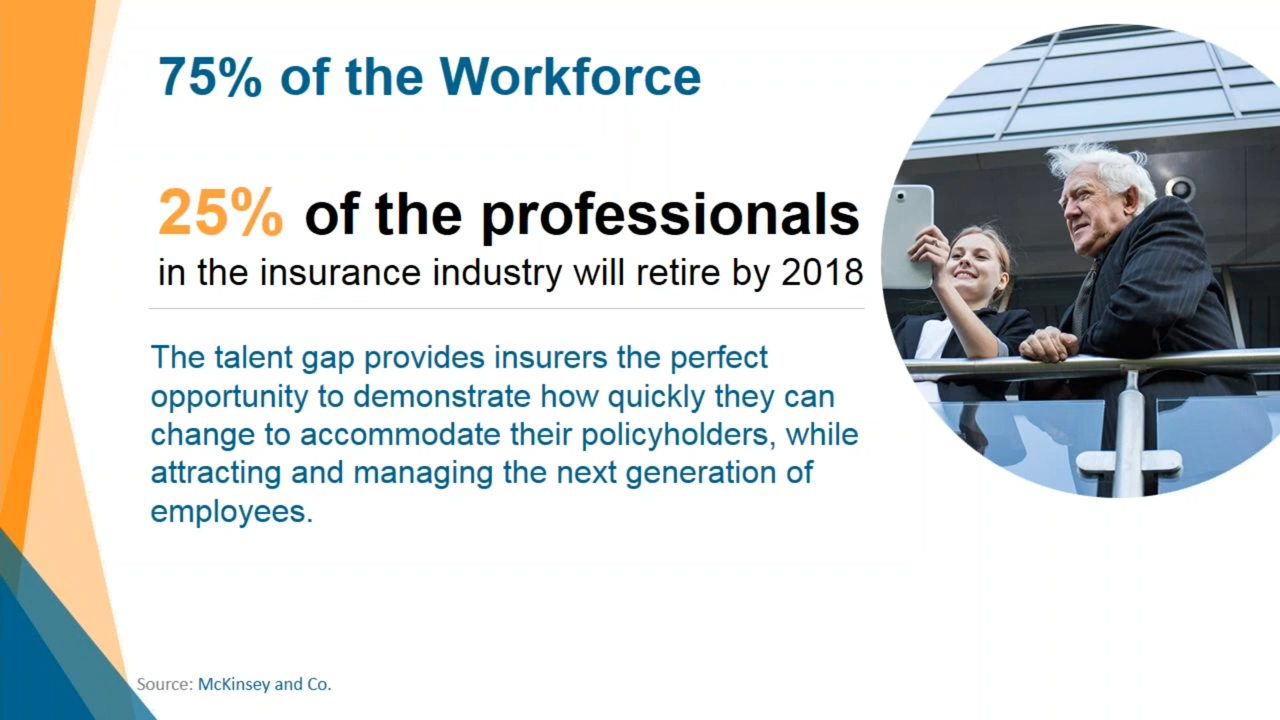 75% of the Workforce
25% of the professionals
in the insurance industry will retire by 2018
The talent gap provides insurers the perfect
opportunity to demonstrate how quickly they can
change to accommodate their policyholders, while
attracting and managing the next generation of
employees.
Source: McKinsey and Co.